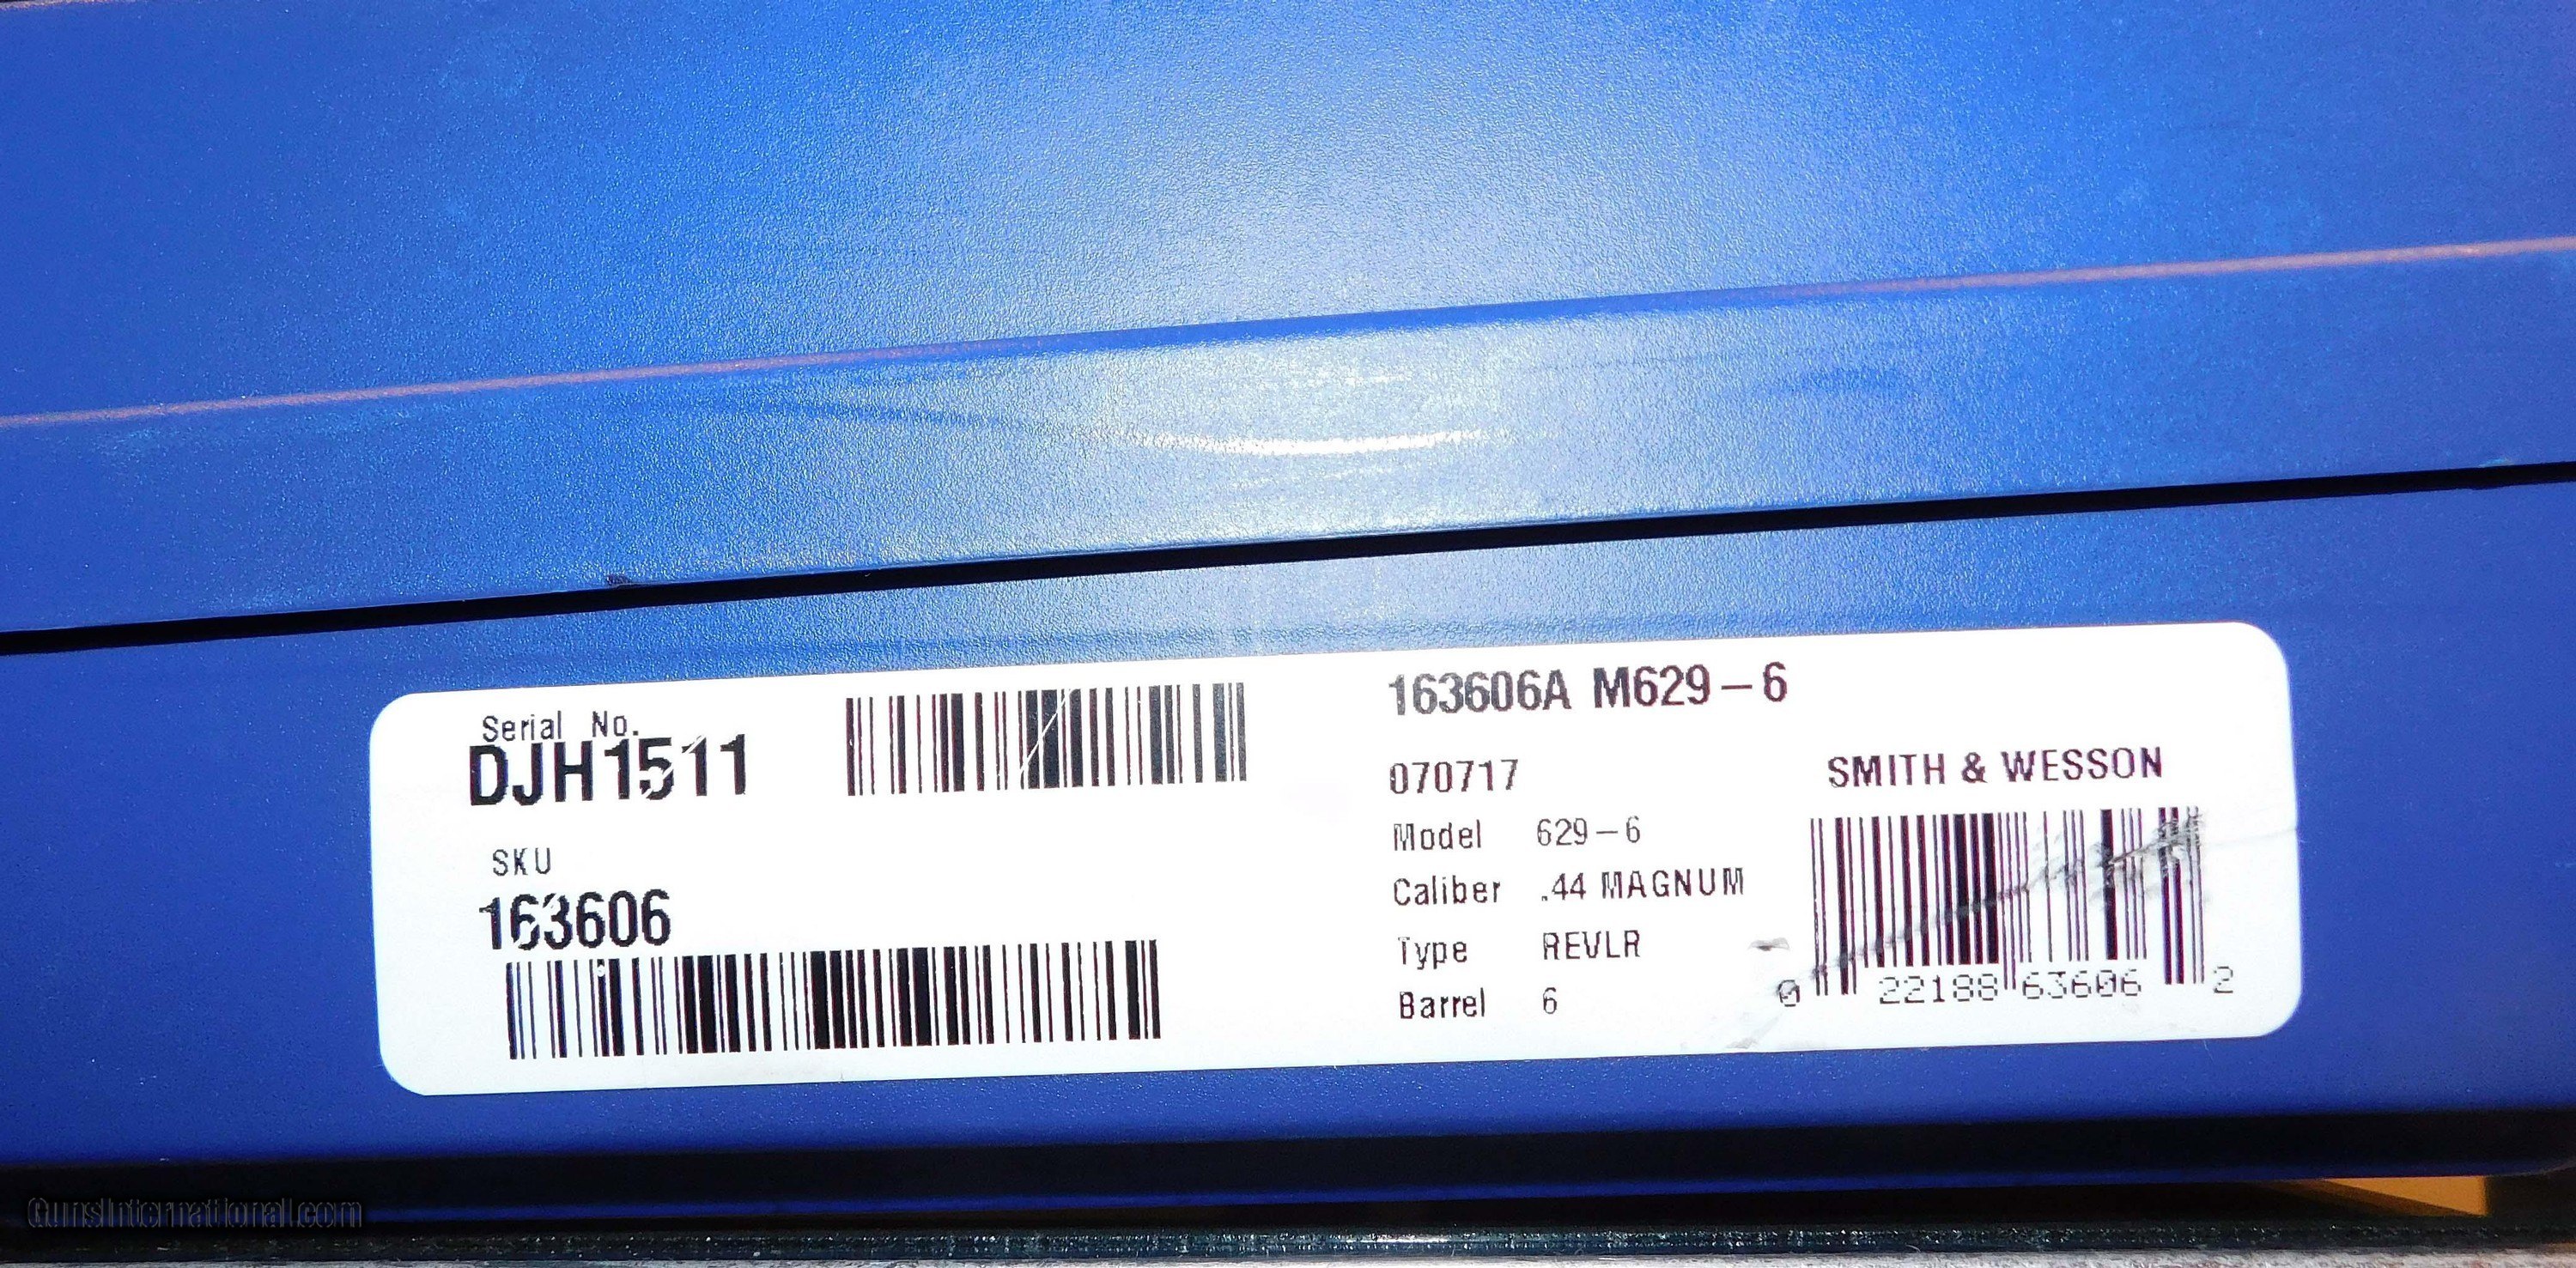 Serial No.
DJH1511
SKU
163606
163606A M629-6
070717
SMITH & WESSON
Model 629-6
Caliber .44 MAGNUM
Type REVLR
Barrel 6
0 22188 63606 2
GunsInternational.com